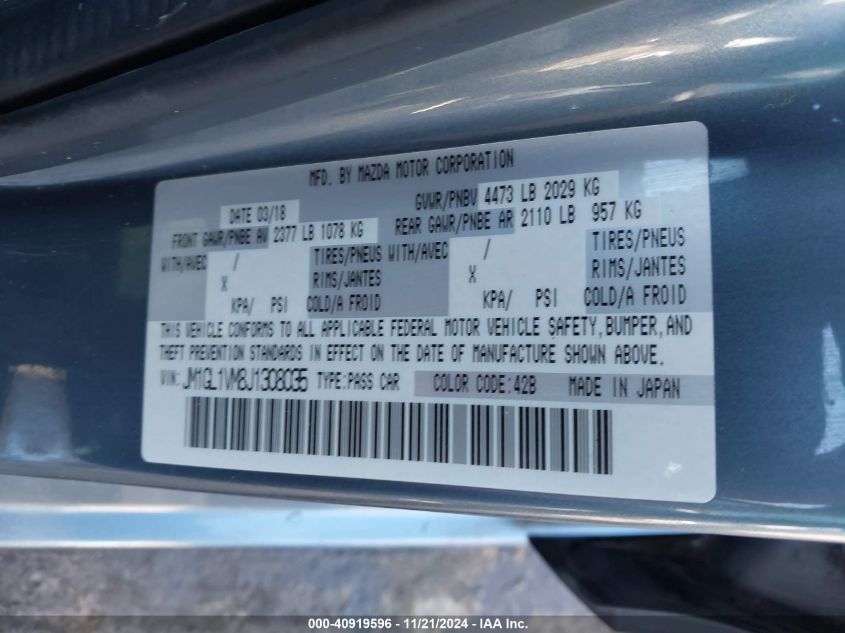 MFD. BY MAZDA MOTOR CORPORATION
DATE 03/18 GVWR/PNBV 4473 LB 2029 KG
FRONT GAWR/PNBE AV 2377 LB 1078 KG REAR GAWR/PNBE AR 2110 LB 957 KG
WITH/AVEC / TIRES/PNEUS WITH/AVEC / TIRES/PNEUS
X RIMS/JANTES X RIMS/JANTES
KPA/ PSI COLD/A FROID KPA/ PSI COLD/A FROID
THIS VEHICLE CONFORMS TO ALL APPLICABLE FEDERAL MOTOR VEHICLE SAFETY, BUMPER, AND
THEFT PREVENTION STANDARDS IN EFFECT ON THE DATE OF MANUFACTURE SHOWN ABOVE.
VIN: JM1GL1VM8J1308035 TYPE:PASS CAR COLOR CODE:42B MADE IN JAPAN
000-40919596 - 11/21/2024 - IAA Inc.